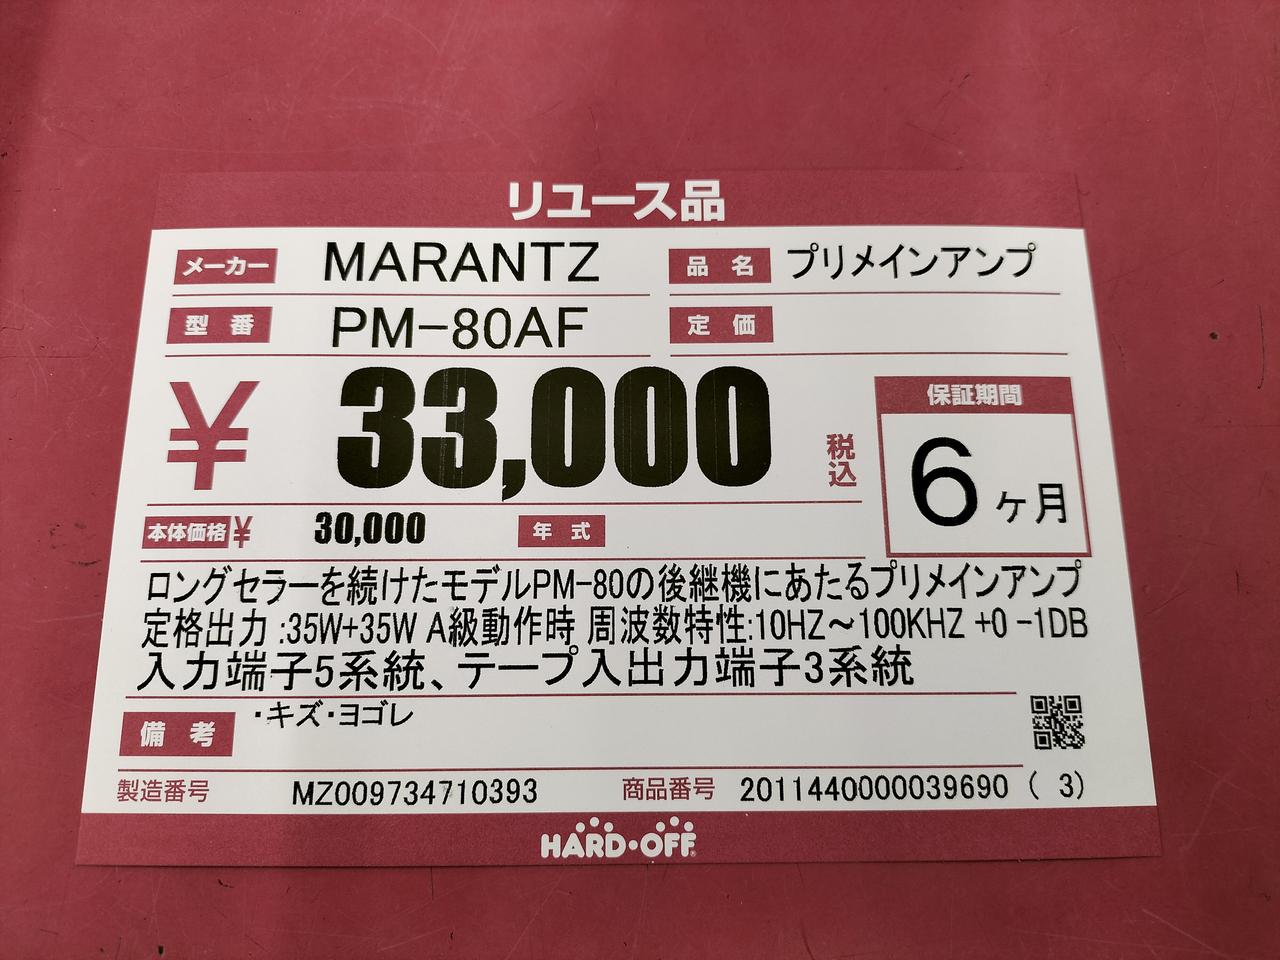 リユース品
メーカー MARANTZ 品名 プリメインアンプ
型番 PM-80AF 定価
¥ 33,000 税込
保証期間
6ヶ月
本体価格¥ 30,000 年式
ロングセラーを続けたモデルPM-80の後継機にあたるプリメインアンプ
定格出力:35W+35W A級動作時 周波数特性:10HZ～100KHZ +0 -1DB
入力端子5系統、テープ入出力端子3系統
備考 ・キズ・ヨゴレ
製造番号 MZ009734710393 商品番号 2011440000039690 ( 3)
HARD・OFF